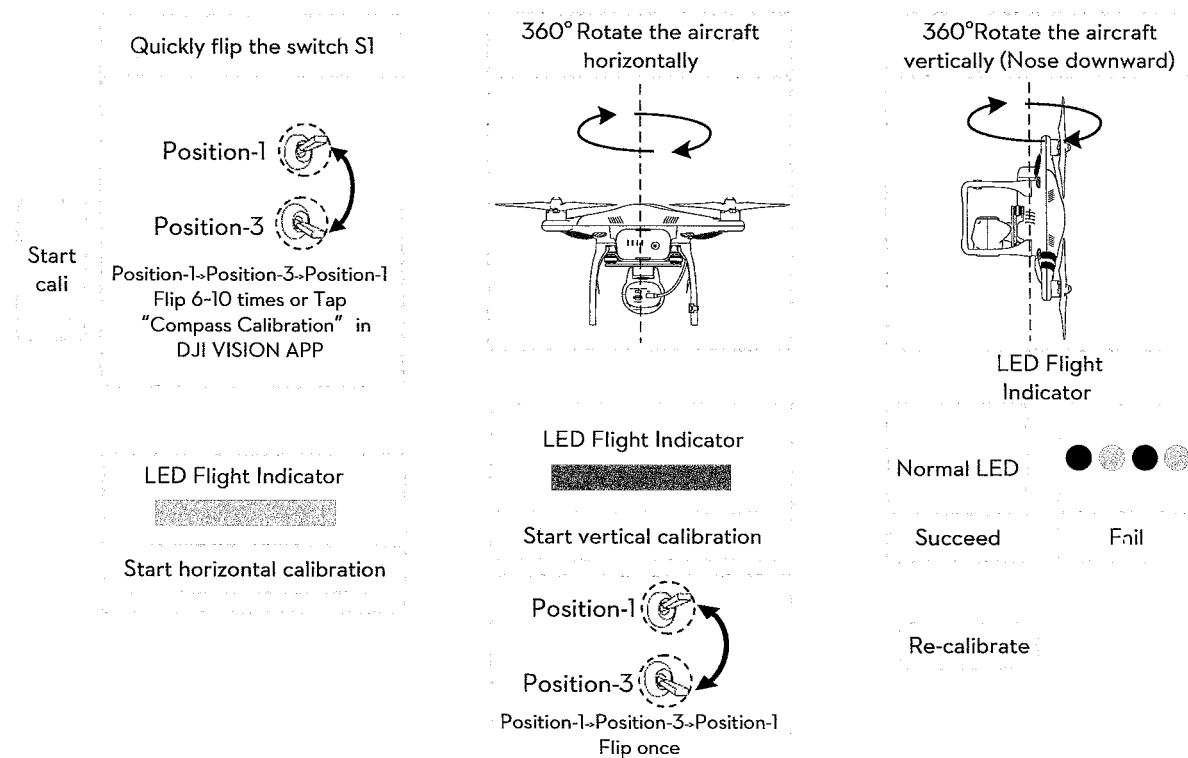 Start
cali
Quickly flip the switch S1
Position-1
Position-3
Position-1->Position-3->Position-1
Flip 6~10 times or Tap
"Compass Calibration" in
DJI VISION APP
LED Flight Indicator
Start horizontal calibration
360° Rotate the aircraft
horizontally
LED Flight Indicator
Start vertical calibration
Position-1
Position-3
Position-1->Position-3->Position-1
Flip once
360°Rotate the aircraft
vertically (Nose downward)
LED Flight
Indicator
Normal LED
Succeed
Fail
Re-calibrate